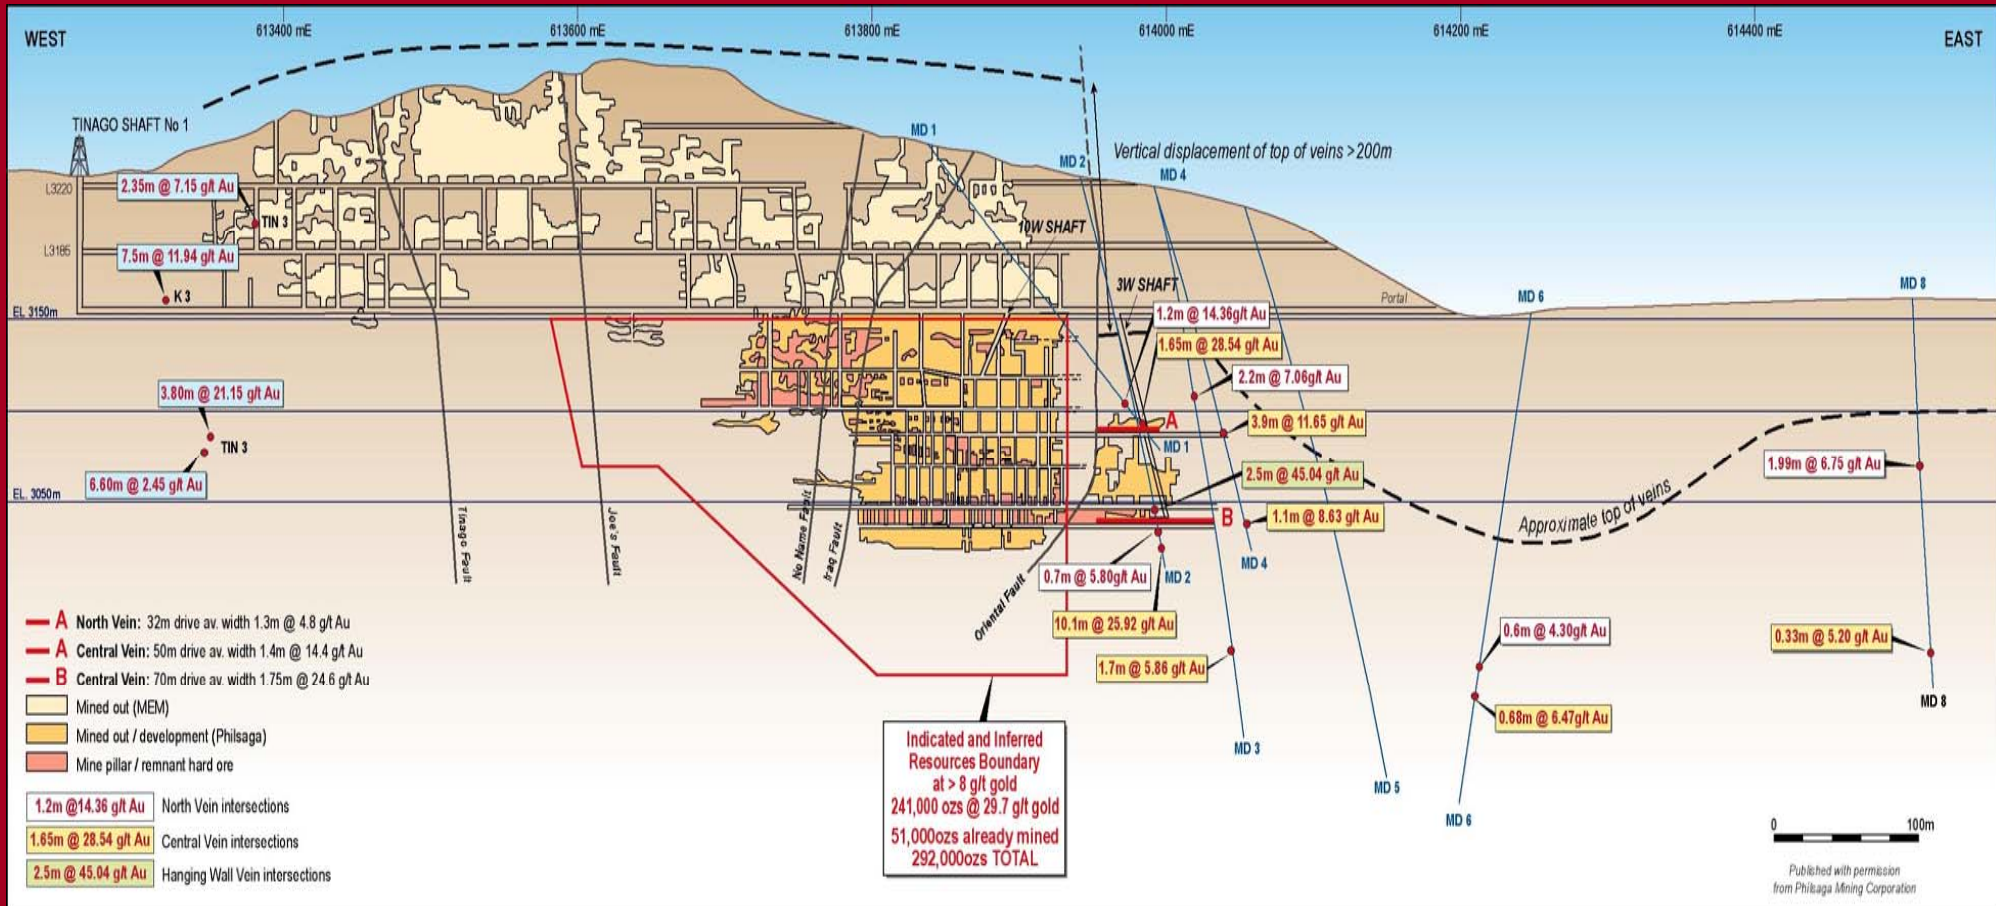 WEST
613400 mE
613600 mE
613800 mE
614000 mE
614200 mE
614400 mE
EAST
TINAGO SHAFT No 1
MD 1
MD 2
Vertical displacement of top of veins >200m
MD 4
L3220
2.35m @ 7.15 g/t Au
TIN 3
10W SHAFT
L3185
7.5m @ 11.94 g/t Au
K 3
3W SHAFT
Portal
MD 6
MD 8
EL 3150m
1.2m @ 14.36g/t Au
1.65m @ 28.54 g/t Au
2.2m @ 7.06g/t Au
3.80m @ 21.15 g/t Au
TIN 3
A
3.9m @ 11.65 g/t Au
MD 1
6.60m @ 2.45 g/t Au
2.5m @ 45.04 g/t Au
1.99m @ 6.75 g/t Au
EL. 3050m
B
1.1m @ 8.63 g/t Au
Approximate top of veins
Tinago Fault
Joe's Fault
No Name Fault
Iraq Fault
Oriental Fault
MD 4
0.7m @ 5.80g/t Au
MD 2
10.1m @ 25.92 g/t Au
1.7m @ 5.86 g/t Au
0.6m @ 4.30g/t Au
0.33m @ 5.20 g/t Au
0.68m @ 6.47g/t Au
MD 8
MD 3
MD 5
MD 6
A North Vein: 32m drive av. width 1.3m @ 4.8 g/t Au
A Central Vein: 50m drive av. width 1.4m @ 14.4 g/t Au
B Central Vein: 70m drive av. width 1.75m @ 24.6 g/t Au
Mined out (MEM)
Mined out / development (Philsaga)
Mine pillar / remnant hard ore
1.2m @14.36 g/t Au North Vein intersections
1.65m @ 28.54 g/t Au Central Vein intersections
2.5m @ 45.04 g/t Au Hanging Wall Vein intersections
Indicated and Inferred
Resources Boundary
at > 8 g/t gold
241,000 ozs @ 29.7 g/t gold
51,000ozs already mined
292,000ozs TOTAL
0 100m
Published with permission
from Philsaga Mining Corporation